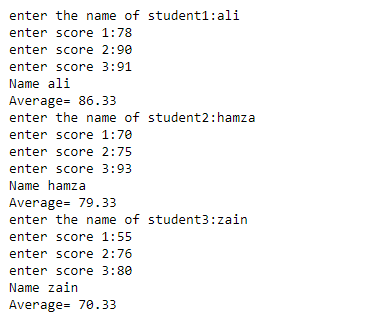 enter the name of student1:ali
enter score 1:78
enter score 2:90
enter score 3:91
Name ali
Average= 86.33
enter the name of student2:hamza
enter score 1:70
enter score 2:75
enter score 3:93
Name hamza
Average= 79.33
enter the name of student3:zain
enter score 1:55
enter score 2:76
enter score 3:80
Name zain
Average= 70.33